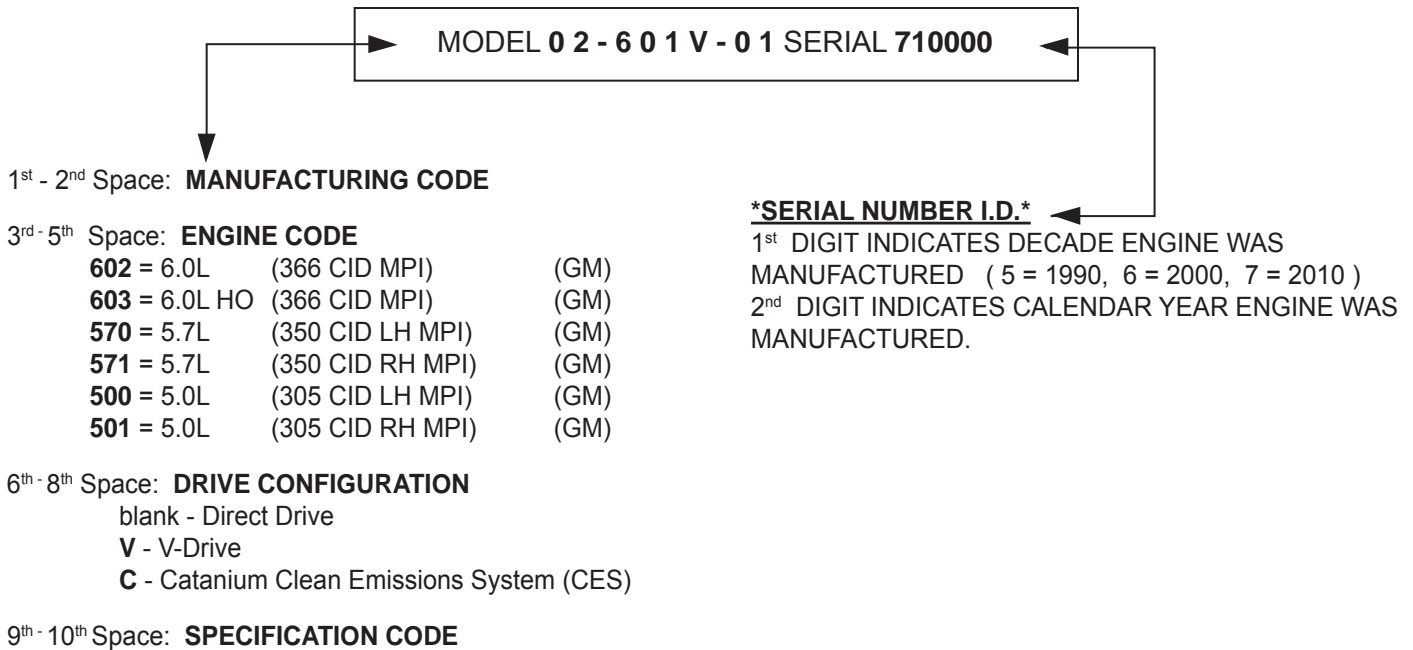 MODEL 0 2 - 6 0 1 V - 0 1 SERIAL 710000
1st - 2nd Space: MANUFACTURING CODE
3rd - 5th Space: ENGINE CODE
602 = 6.0L (366 CID MPI) (GM)
603 = 6.0L HO (366 CID MPI) (GM)
570 = 5.7L (350 CID LH MPI) (GM)
571 = 5.7L (350 CID RH MPI) (GM)
500 = 5.0L (305 CID LH MPI) (GM)
501 = 5.0L (305 CID RH MPI) (GM)
6th - 8th Space: DRIVE CONFIGURATION
blank - Direct Drive
V - V-Drive
C - Catanium Clean Emissions System (CES)
9th - 10th Space: SPECIFICATION CODE
*SERIAL NUMBER I.D.*
1st DIGIT INDICATES DECADE ENGINE WAS
MANUFACTURED ( 5 = 1990, 6 = 2000, 7 = 2010 )
2nd DIGIT INDICATES CALENDAR YEAR ENGINE WAS
MANUFACTURED.